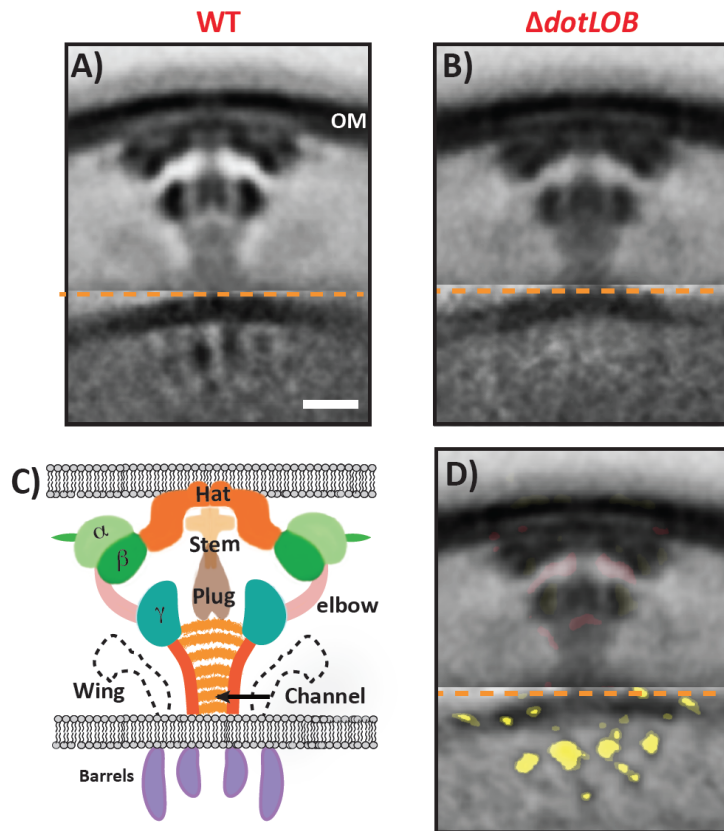 WT
ΔdotLOB
A)
B)
OM
C)
D)
Hat
α
Stem
β
Plug
γ
elbow
Wing
Channel
Barrels